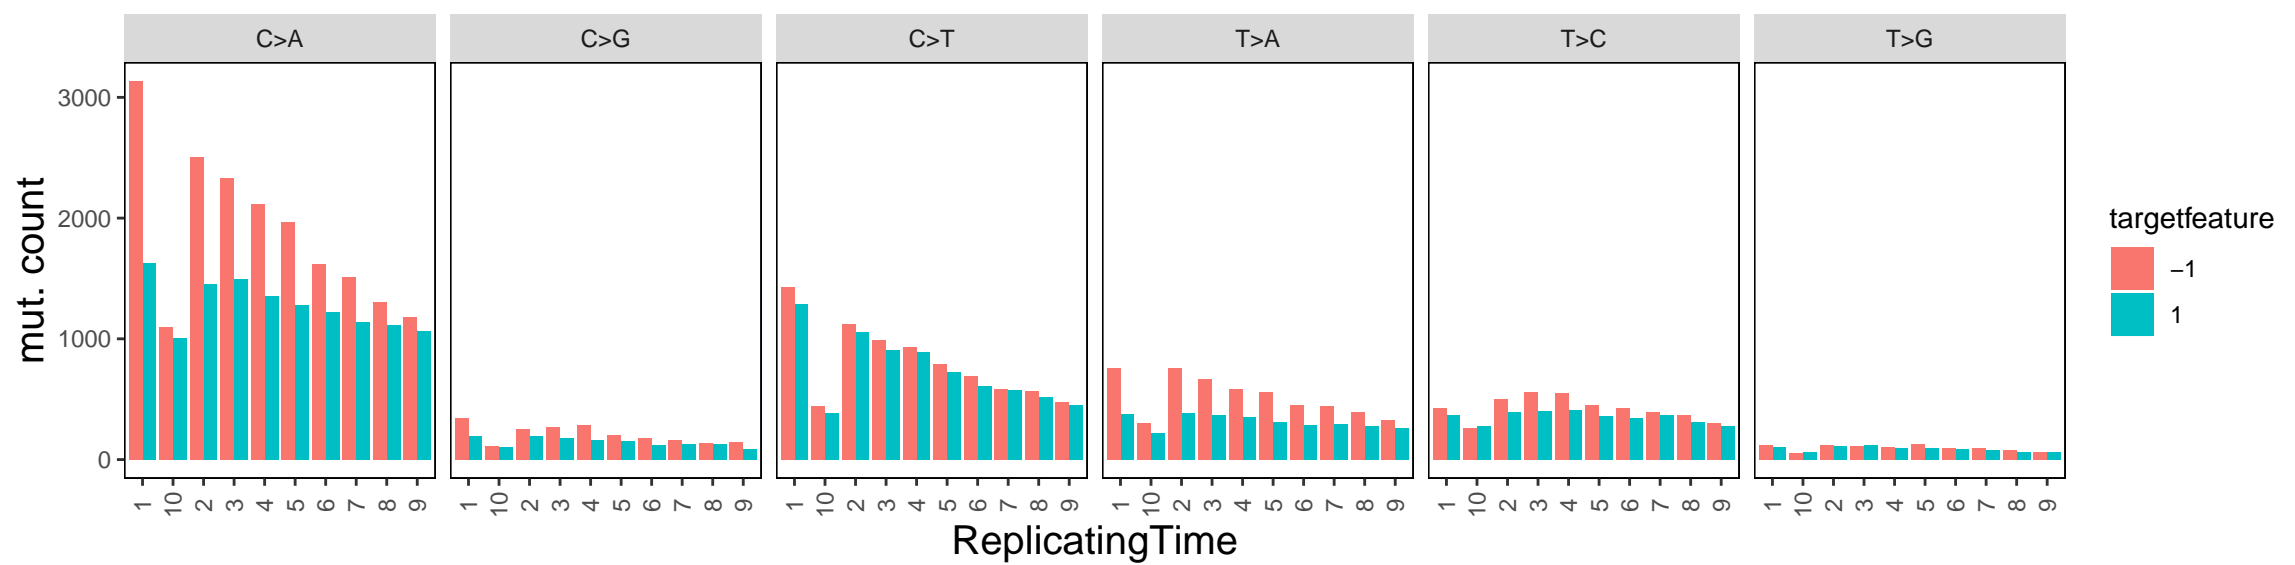 C>A C>G C>T T>A T>C T>G
3000
2000
1000
0
mut. count
1 10 2 3 4 5 6 7 8 9 1 10 2 3 4 5 6 7 8 9 1 10 2 3 4 5 6 7 8 9 1 10 2 3 4 5 6 7 8 9 1 10 2 3 4 5 6 7 8 9 1 10 2 3 4 5 6 7 8 9
ReplicatingTime
targetfeature
−1
1